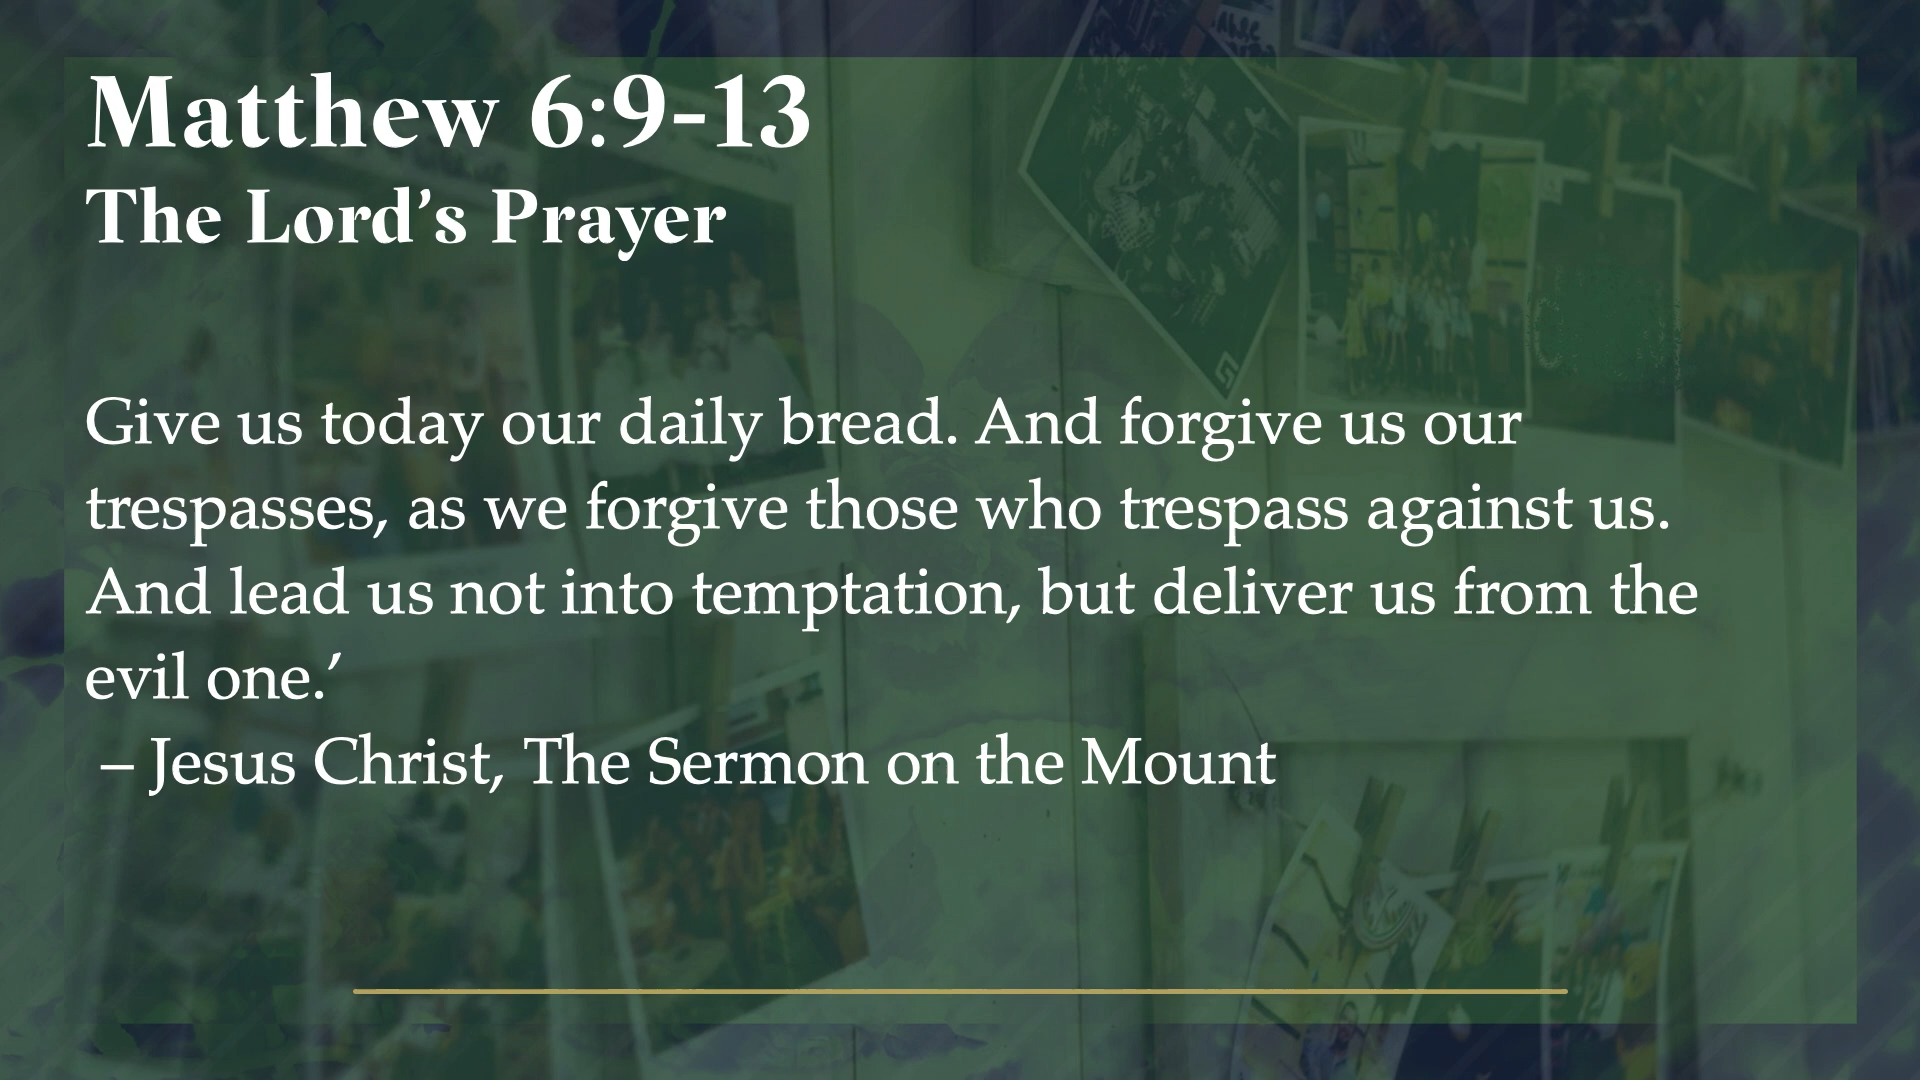 Matthew 6:9-13
The Lord’s Prayer
Give us today our daily bread. And forgive us our
trespasses, as we forgive those who trespass against us.
And lead us not into temptation, but deliver us from the
evil one.’
– Jesus Christ, The Sermon on the Mount